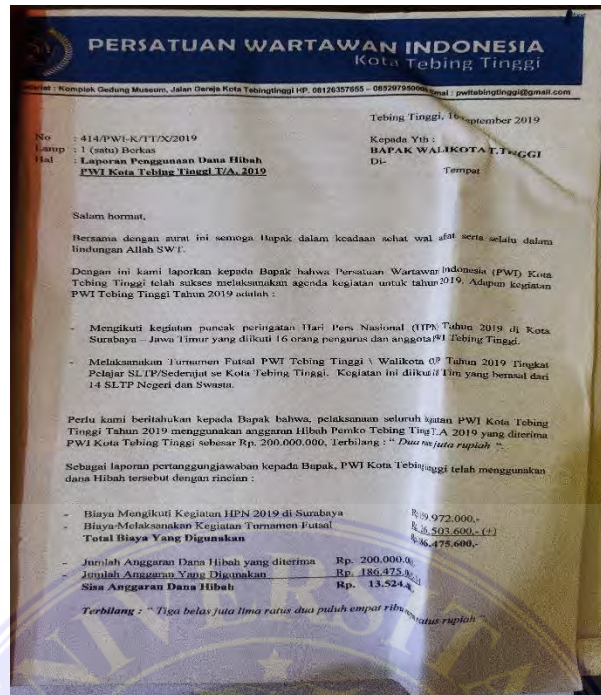 PERSATUAN WARTAWAN INDONESIA
Kota Tebing Tinggi
: Komplek Gedung Museum, Jalan Gereja Kota Tebingtinggi HP. 08126357655 – : pwitebingtinggi@gmail.com
Tebing Tinggi, 16 September 2019
No : 414/PWI-K/TT/X/2019
Lamp : 1 (satu) Berkas
Hal : Laporan Penggunaan Dana Hibah
PWI Kota Tebing Tinggi T/A. 2019
Kepada Yth :
BAPAK WALIKOTA T.TINGGI
Di-
Tempat
Salam hormat,
Bersama dengan surat ini semoga Bapak dalam keadaan sehat wal afat serta selalu dalam
lindungan Allah SWT.
Dengan ini kami laporkan kepada Bapak bahwa Persatuan Wartawan Indonesia (PWI) Kota
Tebing Tinggi telah sukses melaksanakan agenda kegiatan untuk tahun 2019. Adapun kegiatan
PWI Tebing Tinggi Tahun 2019 adalah :
- Mengikuti kegiatan puncak peringatan Hari Pers Nasional (HPN) Tahun 2019 di Kota
Surabaya – Jawa Timur yang diikuti 16 orang pengurus dan anggota PWI Tebing Tinggi.
- Melaksanakan Turnamen Futsal PWI Tebing Tinggi \ Walikota Tahun 2019 Tingkat
Pelajar SLTP/Sederajat se Kota Tebing Tinggi. Kegiatan ini diikuti Tim yang berasal dari
14 SLTP Negeri dan Swasta.
Perlu kami beritahukan kepada Bapak bahwa, pelaksanaan seluruh PWI Kota Tebing
Tinggi Tahun 2019 menggunakan anggaran Hibah Pemko Tebing T.A 2019 yang diterima
PWI Kota Tebing Tinggi sebesar Rp. 200.000.000, Terbilang : " Dua juta rupiah ".
Sebagai laporan pertanggungjawaban kepada Bapak, PWI Kota telah menggunakan
dana Hibah tersebut dengan rincian :
- Biaya Mengikuti Kegiatan HPN 2019 di Surabaya
- Biaya Melaksanakan Kegiatan Turnamen Futsal (+)
Total Biaya Yang Digunakan
- Jumlah Anggaran Dana Hibah yang diterima Rp.
- Jumlah Anggaran Yang Digunakan Rp.
Sisa Anggaran Dana Hibah Rp.
Terbilang : " Tiga belas juta lima ratus dua puluh empat ribu ratus rupiah "